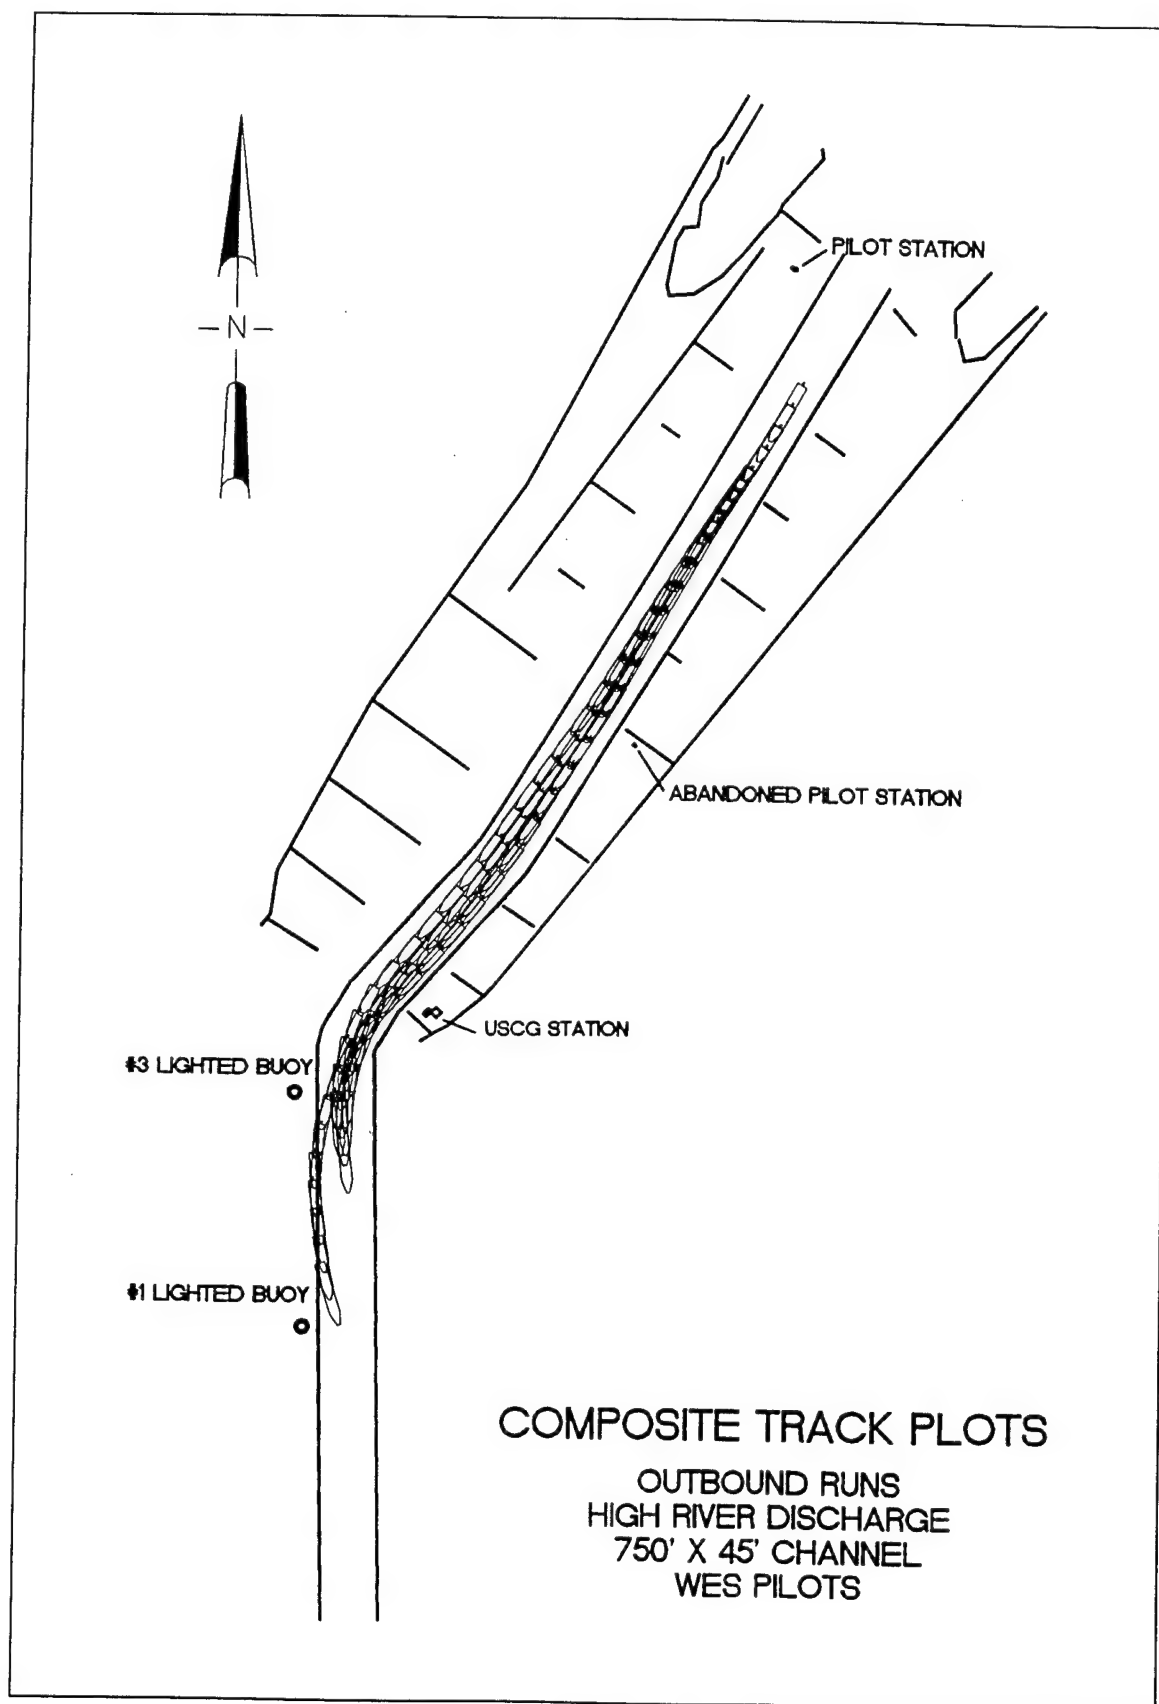 - N -
PILOT STATION
ABANDONED PILOT STATION
USCG STATION
#3 LIGHTED BUOY
#1 LIGHTED BUOY
COMPOSITE TRACK PLOTS
OUTBOUND RUNS
HIGH RIVER DISCHARGE
750' X 45' CHANNEL
WES PILOTS